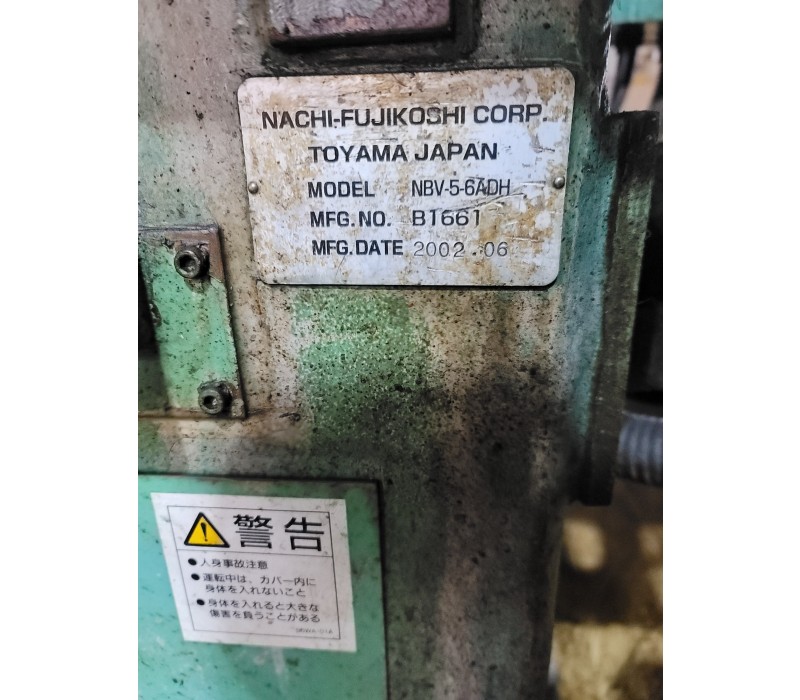 NACHI-FUJIKOSHI CORP.
TOYAMA JAPAN
MODEL NBV-5-6ADH
MFG.NO. B1661
MFG.DATE 2002.06
警告
● 人身事故注意
● 運転中は、カバー内に
身体を入れないこと
● 身体を入れると大きな
傷害を負うことがある